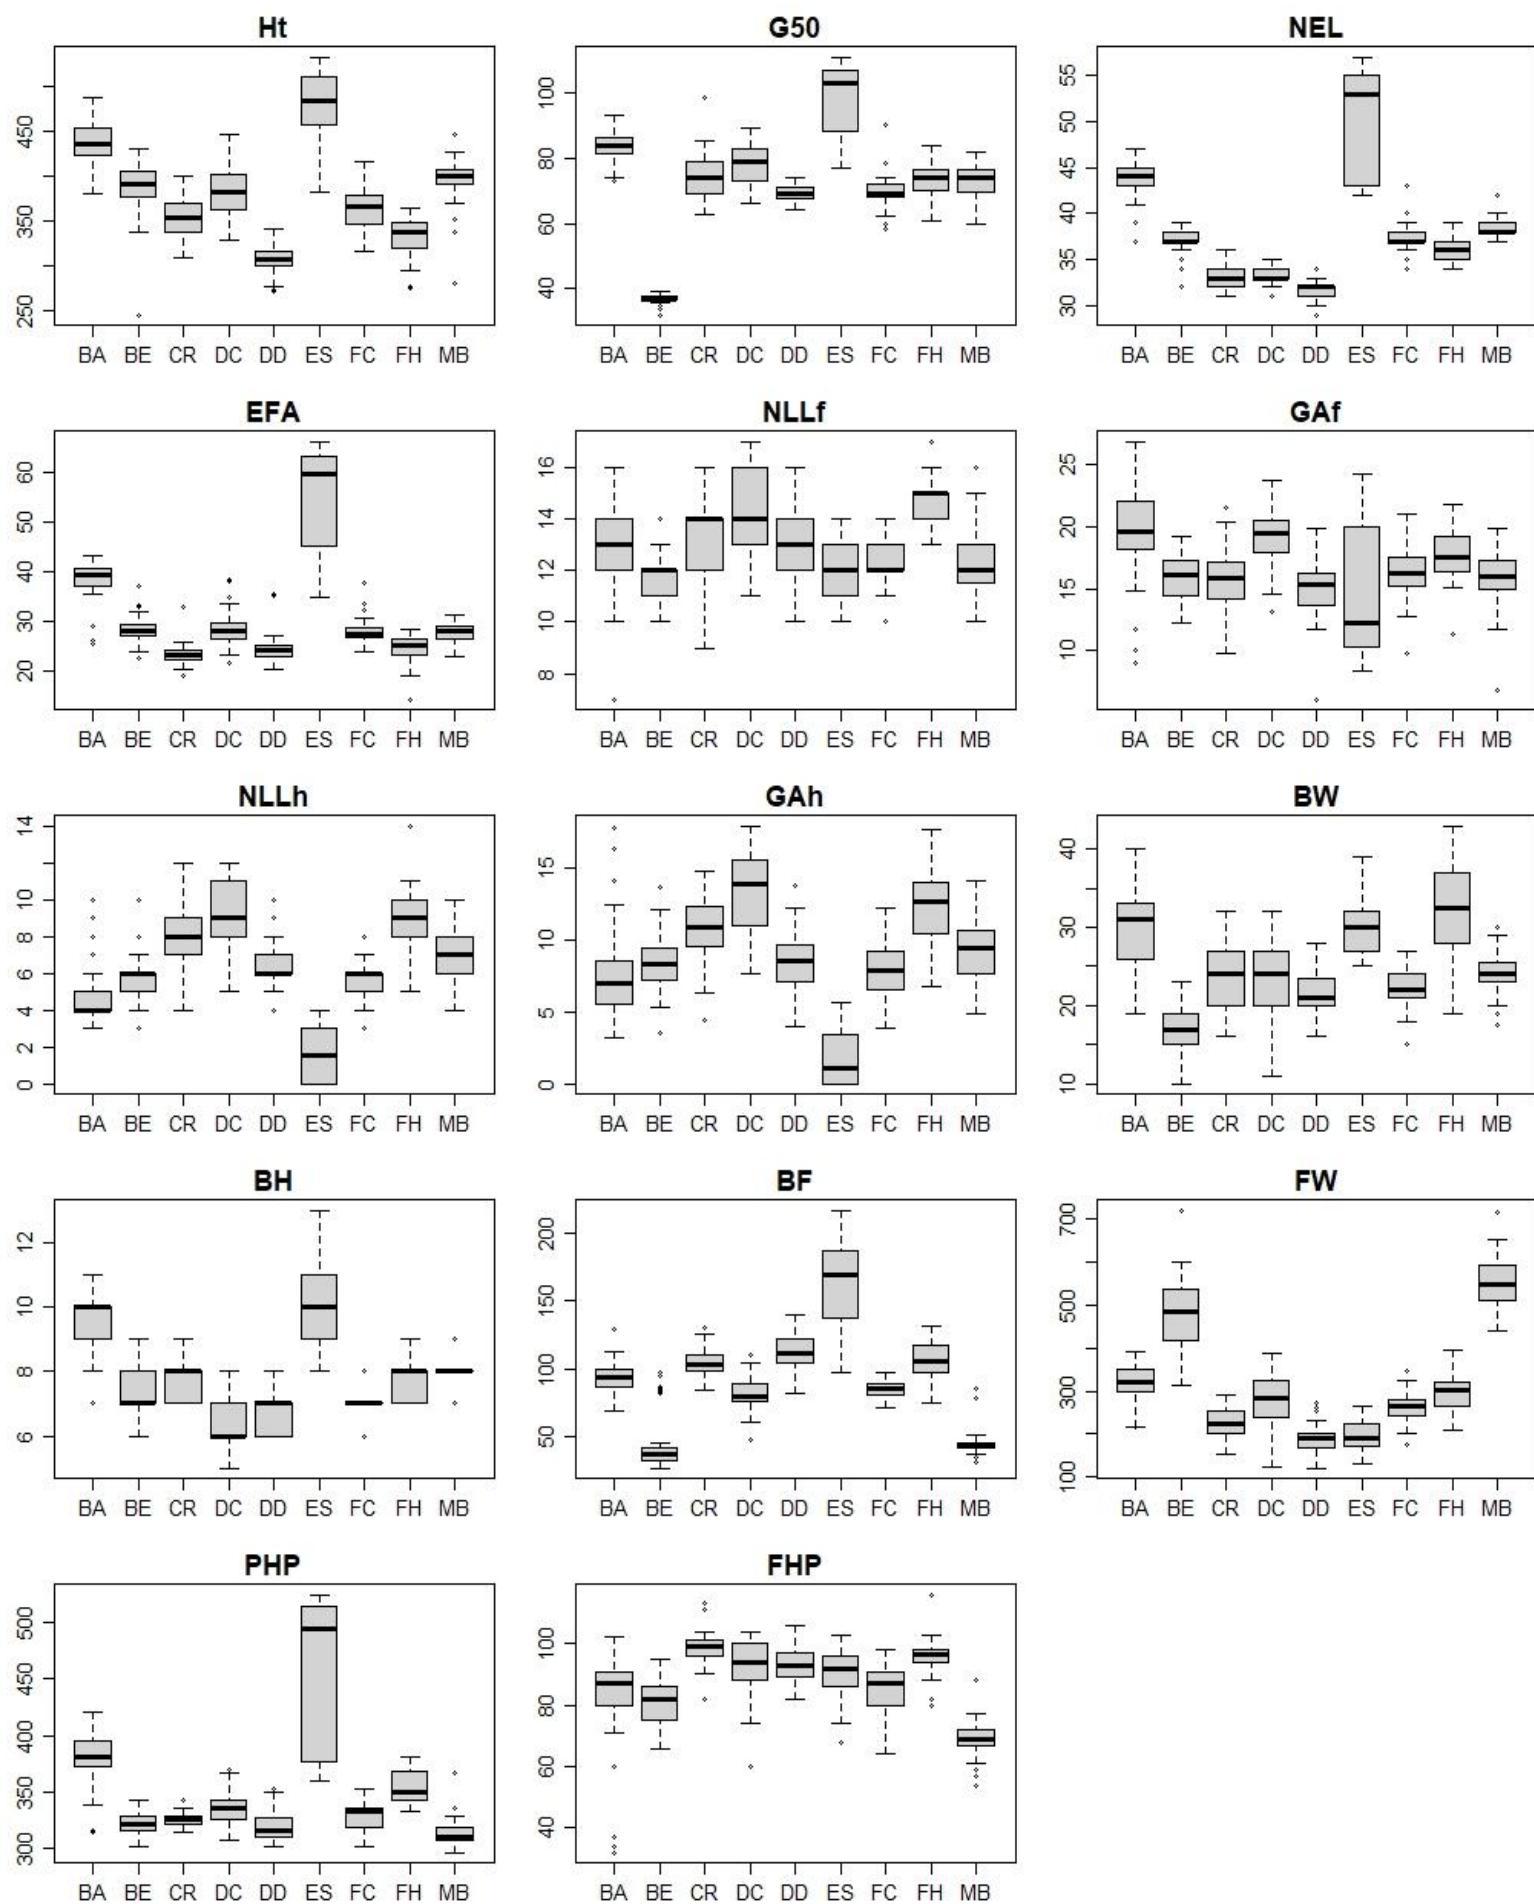 Ht G50 NEL
450 350 250
100 80 60 40
55 50 45 40 35 30
BA BE CR DC DD ES FC FH MB
BA BE CR DC DD ES FC FH MB
BA BE CR DC DD ES FC FH MB
EFA NLLf GAf
60 50 40 30 20
16 14 12 10 8
25 20 15 10
BA BE CR DC DD ES FC FH MB
BA BE CR DC DD ES FC FH MB
BA BE CR DC DD ES FC FH MB
NLLh GAh BW
14 10 8 6 4 2 0
15 10 5 0
40 30 20 10
BA BE CR DC DD ES FC FH MB
BA BE CR DC DD ES FC FH MB
BA BE CR DC DD ES FC FH MB
BH BF FW
12 10 8 6
200 150 100 50
700 500 300 100
BA BE CR DC DD ES FC FH MB
BA BE CR DC DD ES FC FH MB
BA BE CR DC DD ES FC FH MB
PHP FHP
500 450 400 350 300
100 80 60 40
BA BE CR DC DD ES FC FH MB
BA BE CR DC DD ES FC FH MB